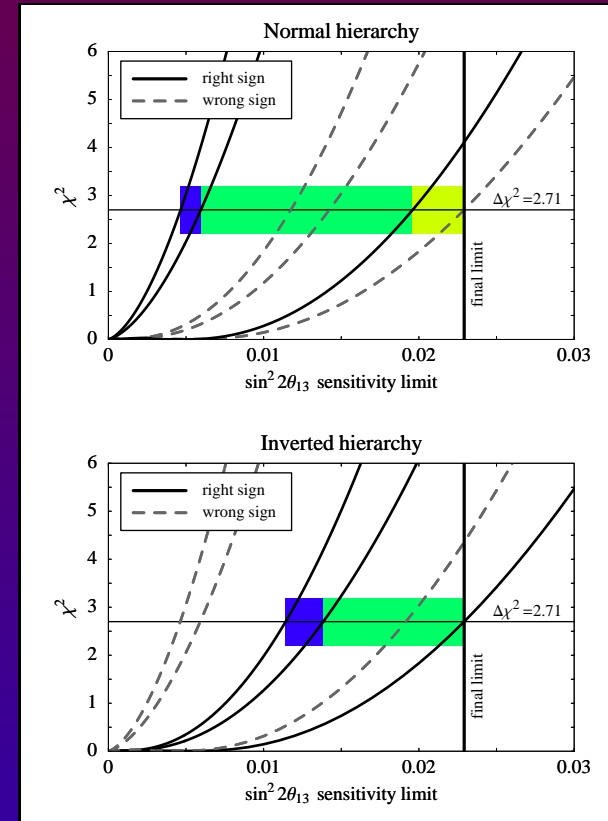 Normal hierarchy
6
5
4
3
2
1
0
χ²
right sign
wrong sign
Δχ² =2.71
final limit
0 0.01 0.02 0.03
sin² 2θ₁₃ sensitivity limit
Inverted hierarchy
6
5
4
3
2
1
0
χ²
right sign
wrong sign
Δχ² =2.71
final limit
0 0.01 0.02 0.03
sin² 2θ₁₃ sensitivity limit